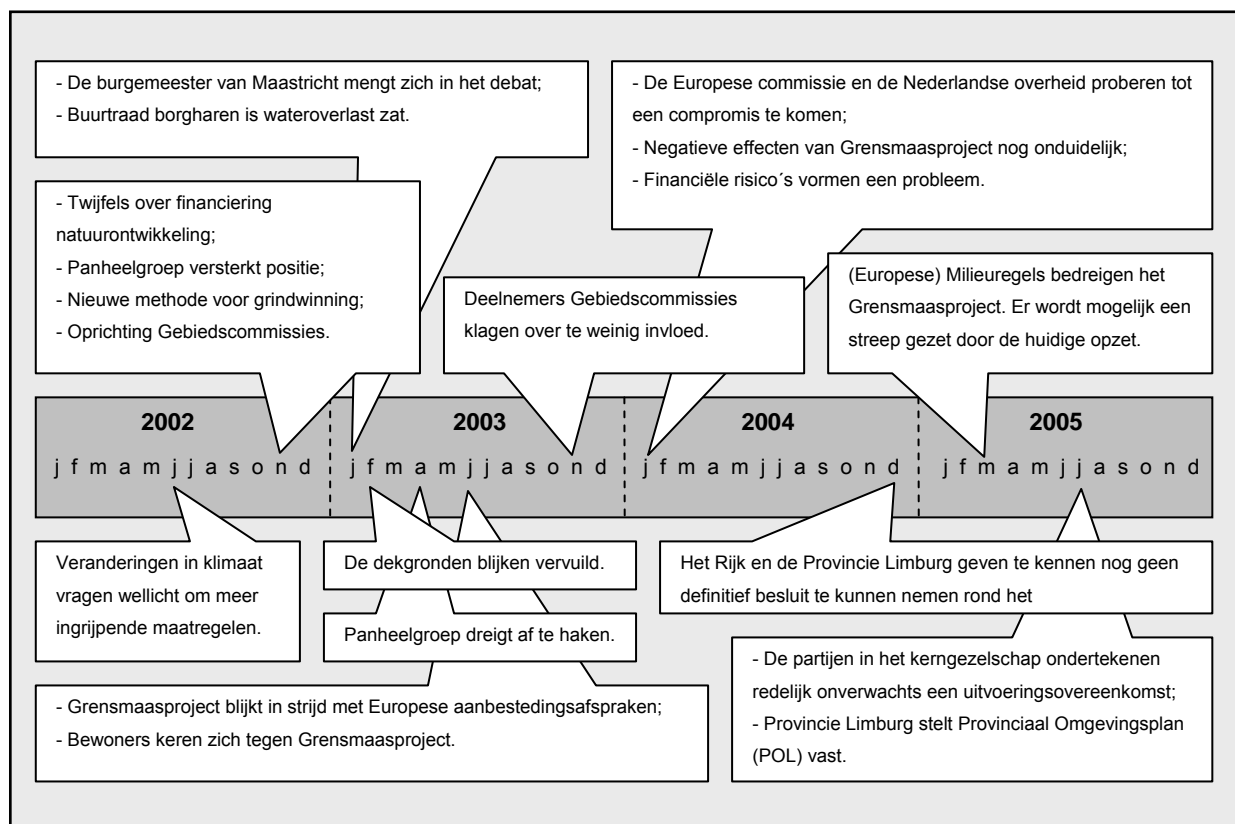 - De burgemeester van Maastricht mengt zich in het debat;
- Buurtraad borgharen is wateroverlast zat.
- De Europese commissie en de Nederlandse overheid proberen tot
een compromis te komen;
- Negatieve effecten van Grensmaasproject nog onduidelijk;
- Financiële risico´s vormen een probleem.
- Twijfels over financiering
natuurontwikkeling;
- Panheelgroep versterkt positie;
- Nieuwe methode voor grindwinning;
- Oprichting Gebiedscommissies.
Deelnemers Gebiedscommissies
klagen over te weinig invloed.
(Europese) Milieuregels bedreigen het
Grensmaasproject. Er wordt mogelijk een
streep gezet door de huidige opzet.
2002 2003 2004 2005
j f m a m j j a s o n d j f m a m j j a s o n d j f m a m j j a s o n d j f m a m j j a s o n d
Veranderingen in klimaat
vragen wellicht om meer
ingrijpende maatregelen.
De dekgronden blijken vervuild.
Panheelgroep dreigt af te haken.
Het Rijk en de Provincie Limburg geven te kennen nog geen
definitief besluit te kunnen nemen rond het
- Grensmaasproject blijkt in strijd met Europese aanbestedingsafspraken;
- Bewoners keren zich tegen Grensmaasproject.
- De partijen in het kerngezelschap ondertekenen
redelijk onverwachts een uitvoeringsovereenkomst;
- Provincie Limburg stelt Provinciaal Omgevingsplan
(POL) vast.